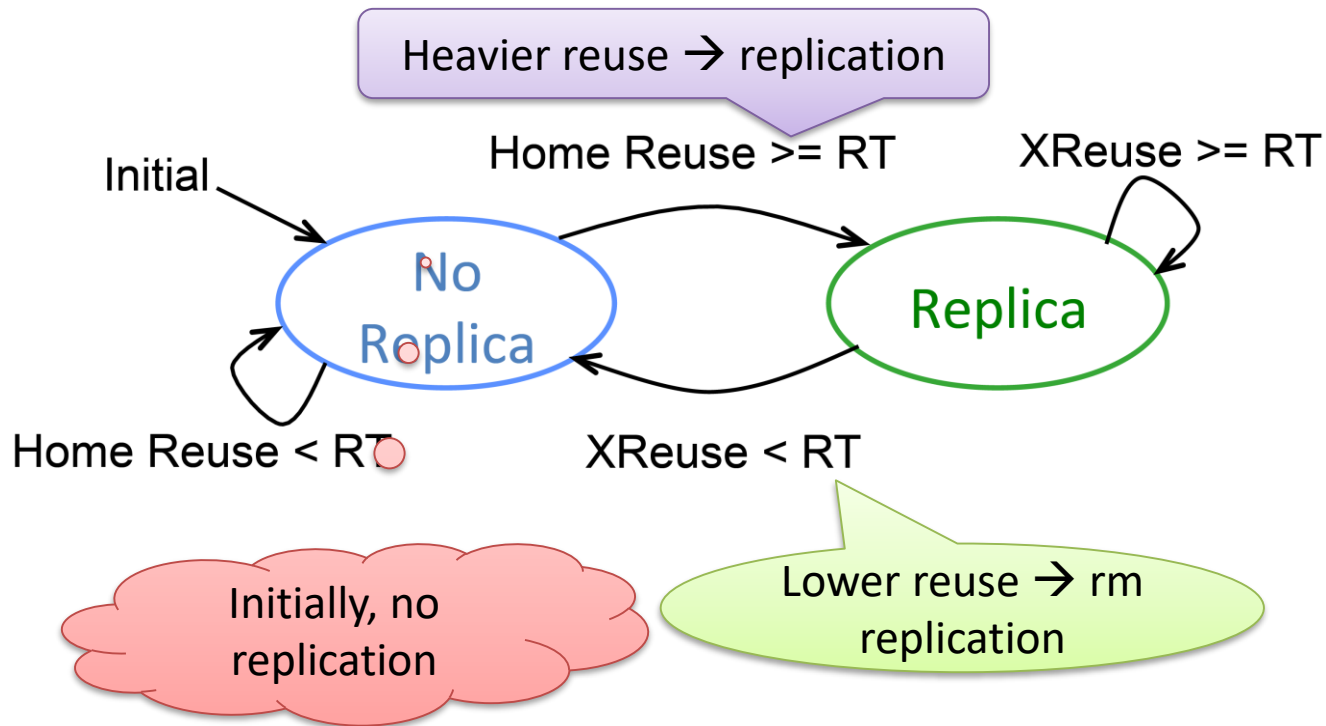 Heavier reuse → replication
Home Reuse >= RT
XReuse >= RT
Initial
No
Replica
Replica
Home Reuse < RT
XReuse < RT
Initially, no
replication
Lower reuse → rm
replication